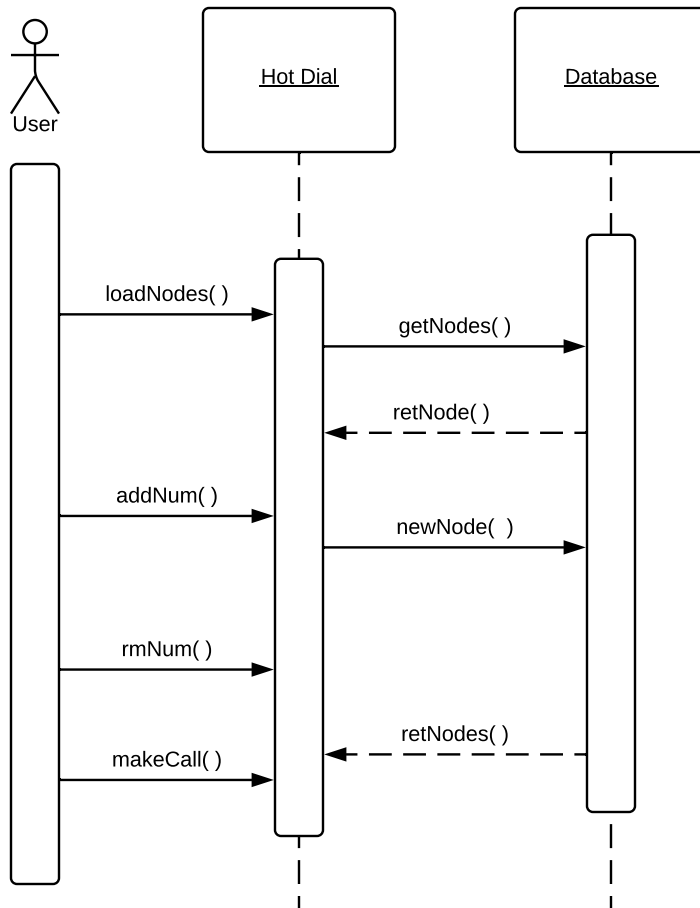 Hot Dial
Database
User
loadNodes( )
getNodes( )
retNode( )
addNum( )
newNode(  )
rmNum( )
retNodes( )
makeCall( )